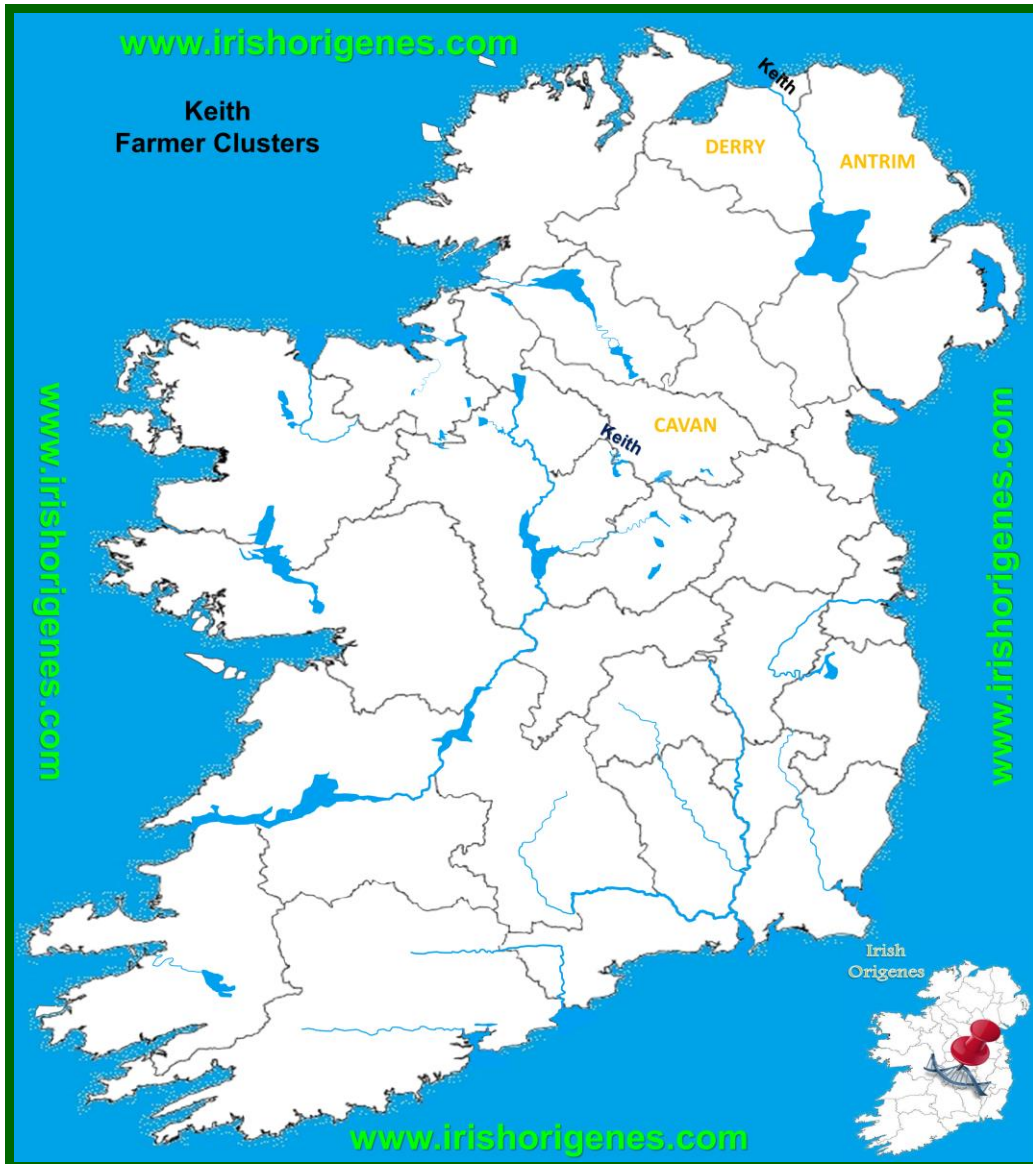 www.irishorigenes.com
Keith
Farmer Clusters
Keith
DERRY
ANTRIM
www.irishorigenes.com
CAVAN
Keith
www.irishorigenes.com
Irish
Origenes
www.irishorigenes.com